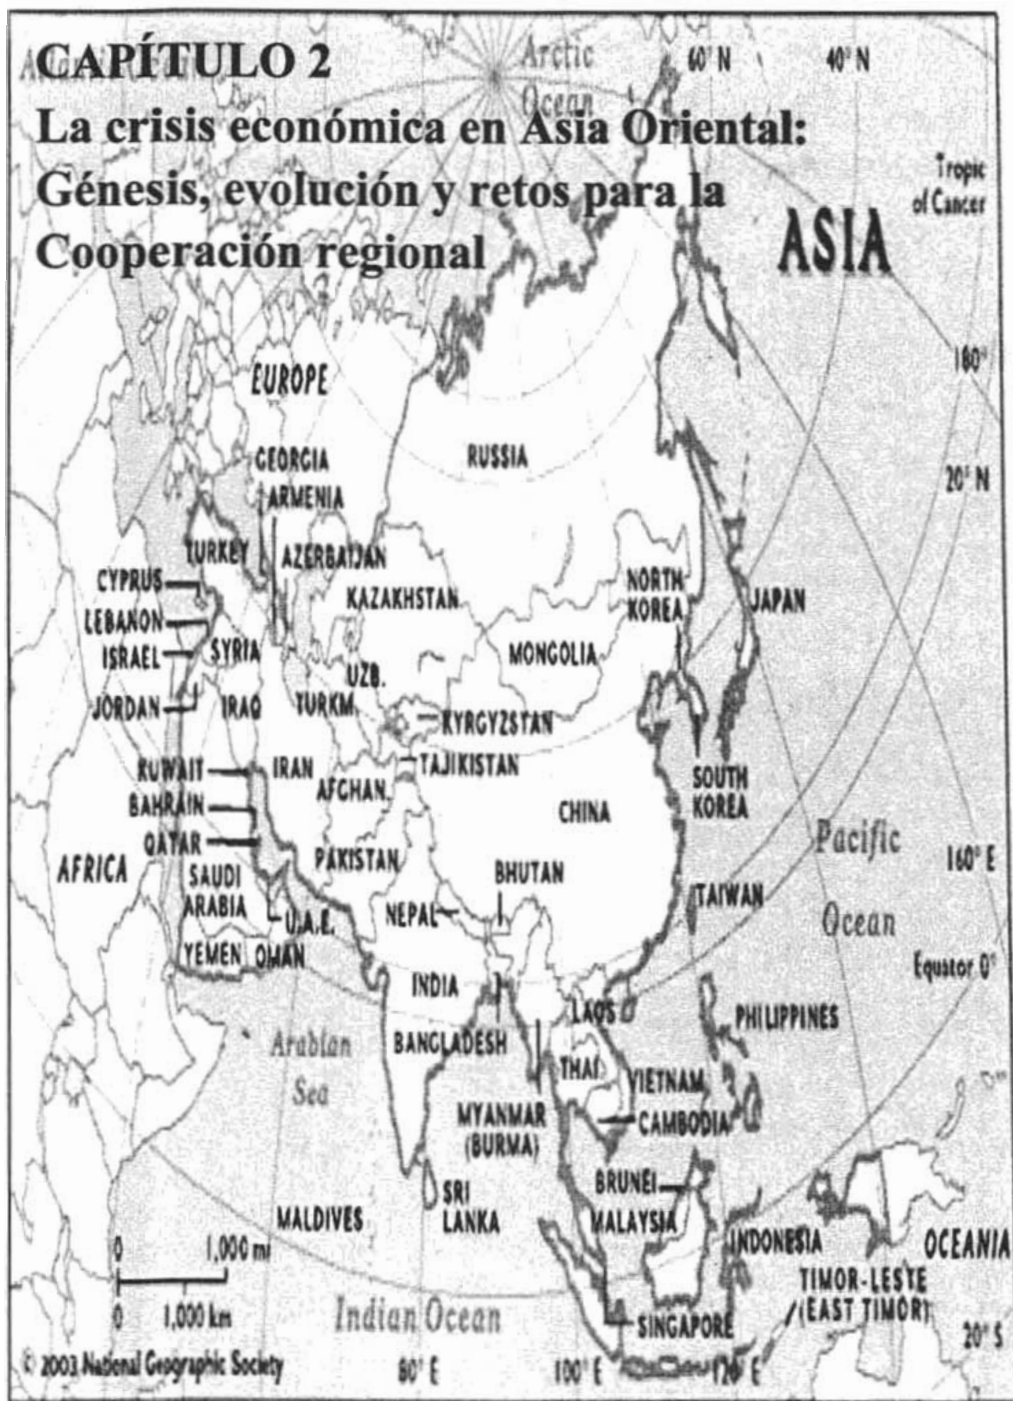 CAPÍTULO 2
La crisis económica en Asia Oriental:
Génesis, evolución y retos para la
Cooperación regional
Arctic
Ocean
60° N
40° N
Tropic
of Cancer
ASIA
180°
EUROPE
RUSSIA
GEORGIA
ARMENIA
20° N
TURKEY
AZERBAIJAN
CYPRUS
KAZAKHSTAN
NORTH
KOREA
JAPAN
LEBANON
ISRAEL
SYRIA
MONGOLIA
UZB.
JORDAN
IRAQ
TURKM.
KYRGYZSTAN
KUWAIT
IRAN
TAJIKISTAN
AFGHAN.
SOUTH
KOREA
BAHRAIN
CHINA
QATAR
PAKISTAN
Pacific
Ocean
160° E
AFRICA
SAUDI
ARABIA
BHUTAN
TAIWAN
NEPAL
U.A.E.
YEMEN
OMAN
INDIA
Equator 0°
LAOS
PHILIPPINES
Arabian
Sea
BANGLADESH
THAI.
VIETNAM
MYANMAR
(BURMA)
CAMBODIA
BRUNEI
SRI
LANKA
MALDIVES
MALAYSIA
INDONESIA
OCEANIA
0
1,000 mi
TIMOR-LESTE
(EAST TIMOR)
0
1,000 km
Indian Ocean
SINGAPORE
20° S
© 2003 National Geographic Society
80° E
100° E
120° E